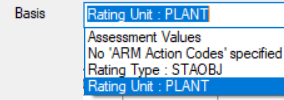 Basis Rating Unit : PLANT
Assessment Values
No 'ARM Action Codes' specified
Rating Type : STAOBJ
Rating Unit : PLANT